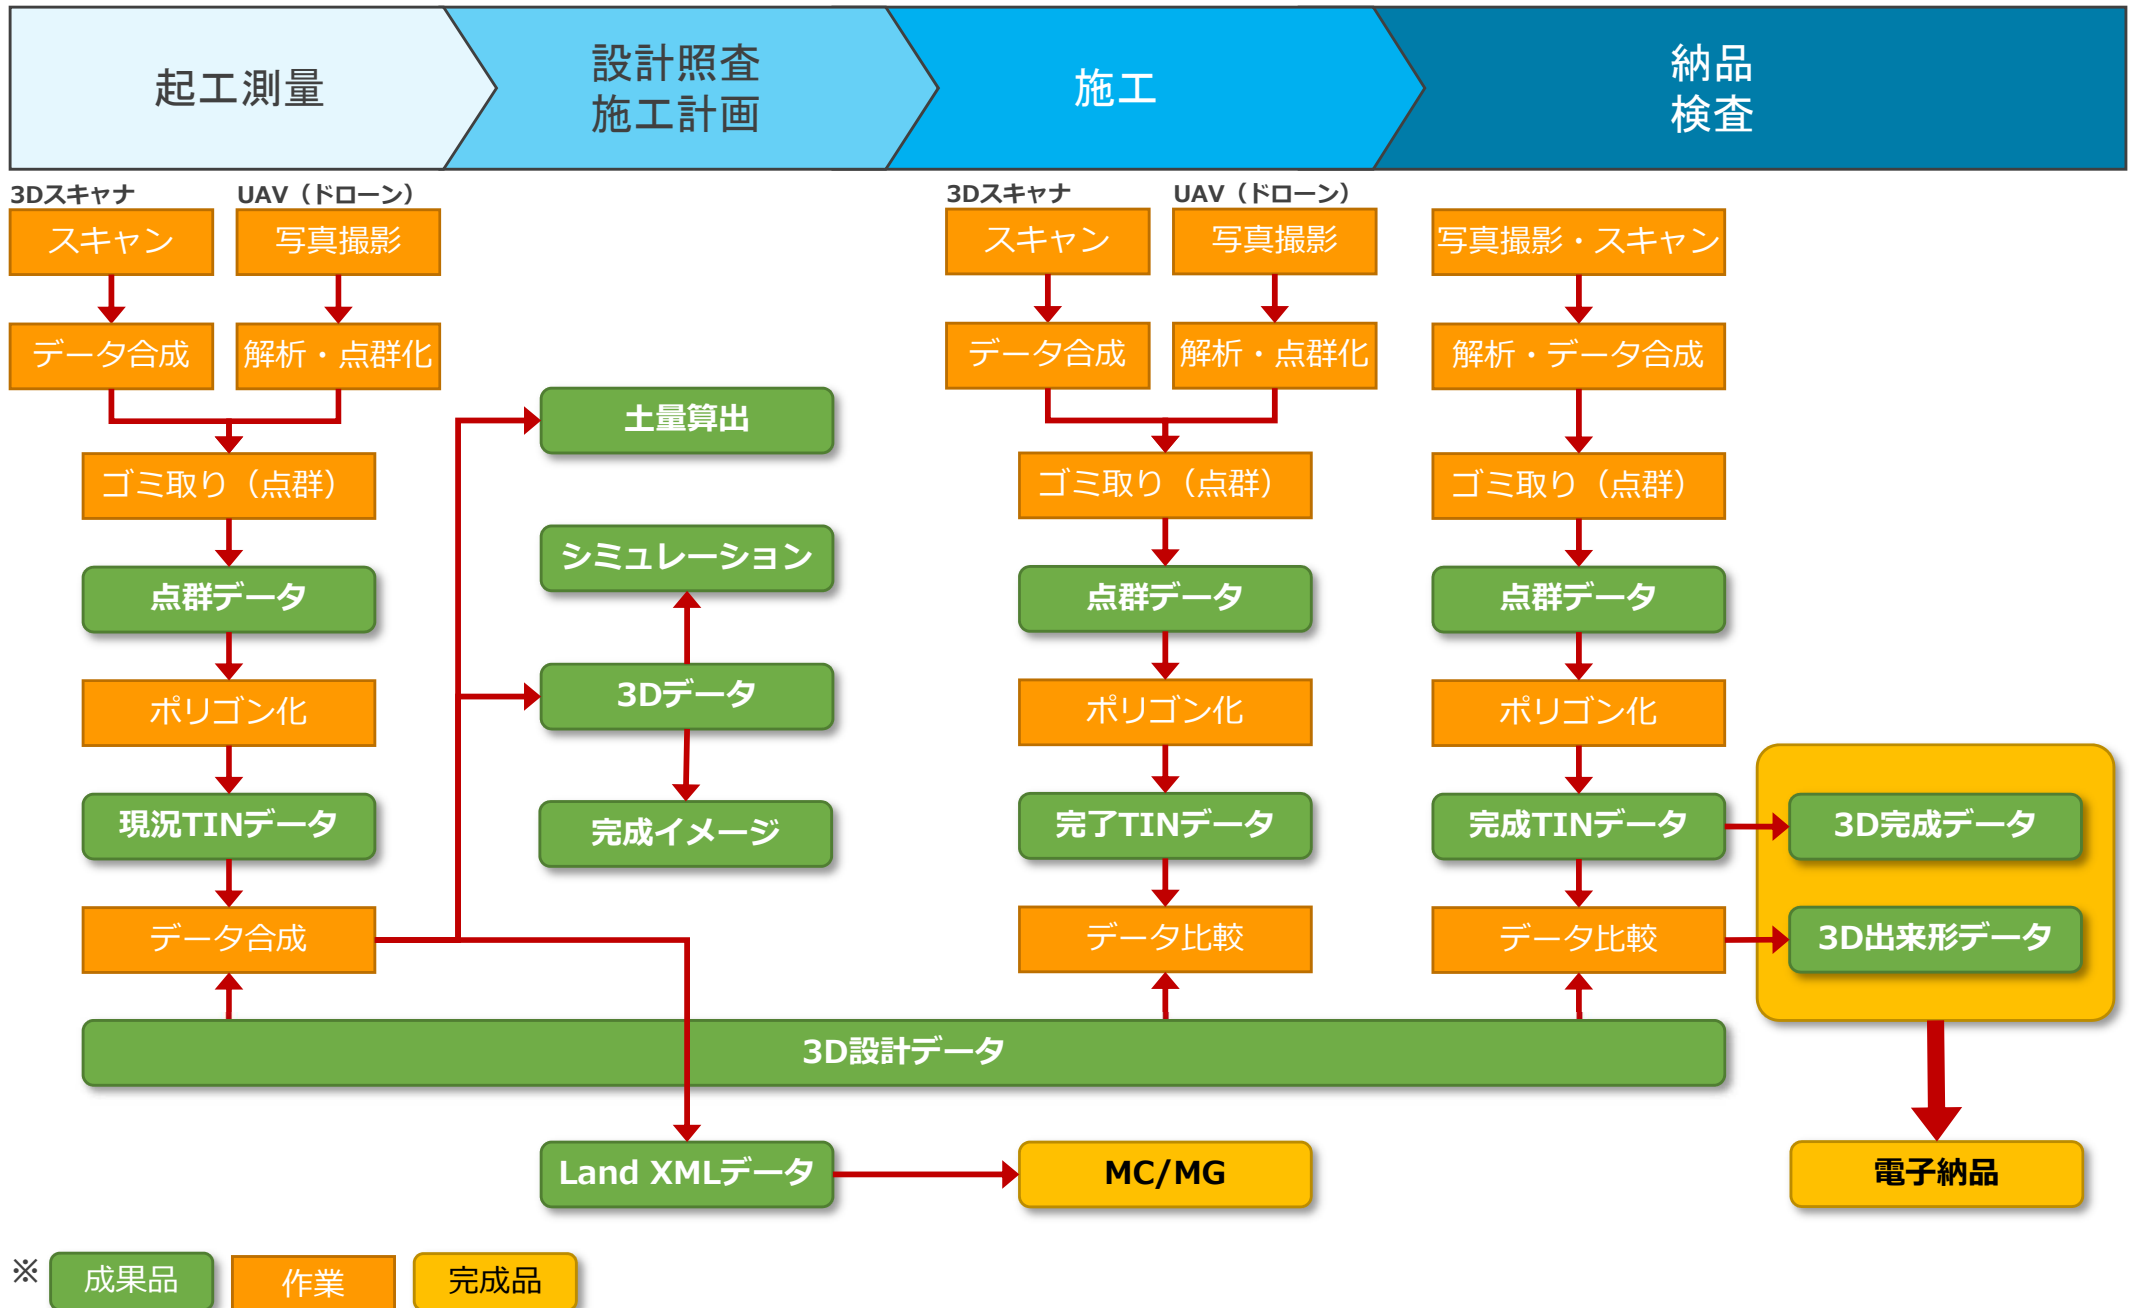 起工測量
設計照査
施工計画
施工
納品
検査
3Dスキャナ
UAV（ドローン）
スキャン
写真撮影
データ合成
解析・点群化
ゴミ取り（点群）
点群データ
ポリゴン化
現況TINデータ
データ合成
土量算出
シミュレーション
3Dデータ
完成イメージ
3Dスキャナ
UAV（ドローン）
スキャン
写真撮影
データ合成
解析・点群化
ゴミ取り（点群）
点群データ
ポリゴン化
完了TINデータ
データ比較
写真撮影・スキャン
解析・データ合成
ゴミ取り（点群）
点群データ
ポリゴン化
完成TINデータ
データ比較
3D完成データ
3D出来形データ
3D設計データ
Land XMLデータ
MC/MG
電子納品
※
成果品
作業
完成品